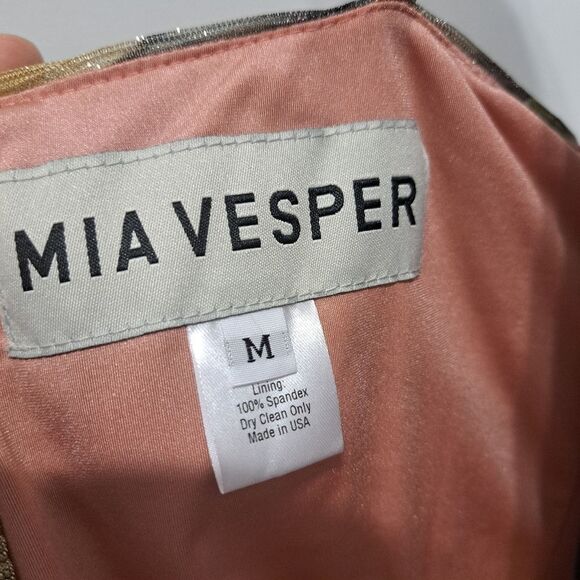 MIA VESPER
M
Lining:
100% Spandex
Dry Clean Only
Made in USA